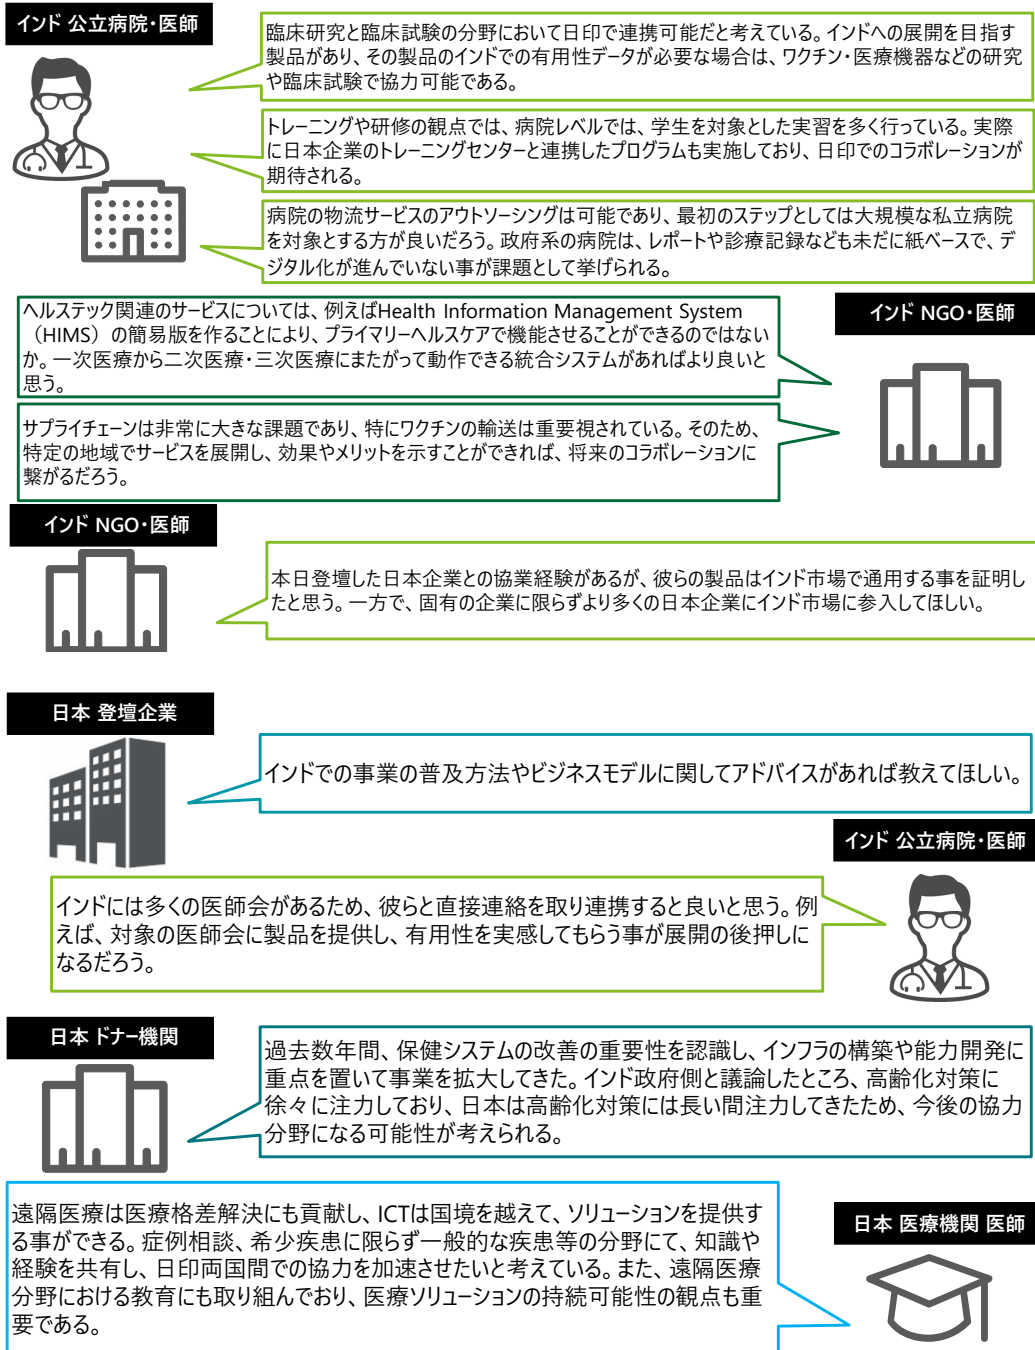 インド 公立病院・医師
臨床研究と臨床試験の分野において日印で連携可能だと考えている。インドへの展開を目指す
製品があり、その製品のインドでの有用性データが必要な場合は、ワクチン・医療機器などの研究
や臨床試験で協力可能である。
トレーニングや研修の観点では、病院レベルでは、学生を対象とした実習を多く行っている。実際
に日本企業のトレーニングセンターと連携したプログラムも実施しており、日印でのコラボレーションが
期待される。
病院の物流サービスのアウトソーシングは可能であり、最初のステップとしては大規模な私立病院
を対象とする方が良いだろう。政府系の病院は、レポートや診療記録なども未だに紙ベースで、デ
ジタル化が進んでいない事が課題として挙げられる。
インド NGO・医師
ヘルステック関連のサービスについては、例えばHealth Information Management System
（HIMS）の簡易版を作ることにより、プライマリーヘルスケアで機能させることができるのではない
か。一次医療から二次医療・三次医療にまたがって動作できる統合システムがあればより良いと
思う。
サプライチェーンは非常に大きな課題であり、特にワクチンの輸送は重要視されている。そのため、
特定の地域でサービスを展開し、効果やメリットを示すことができれば、将来のコラボレーションに
繋がるだろう。
インド NGO・医師
本日登壇した日本企業との協業経験があるが、彼らの製品はインド市場で通用する事を証明し
たと思う。一方で、固有の企業に限らずより多くの日本企業にインド市場に参入してほしい。
日本 登壇企業
インドでの事業の普及方法やビジネスモデルに関してアドバイスがあれば教えてほしい。
インド 公立病院・医師
インドには多くの医師会があるため、彼らと直接連絡を取り連携すると良いと思う。例
えば、対象の医師会に製品を提供し、有用性を実感してもらう事が展開の後押しに
なるだろう。
日本 ドナー機関
過去数年間、保健システムの改善の重要性を認識し、インフラの構築や能力開発に
重点を置いて事業を拡大してきた。インド政府側と議論したところ、高齢化対策に
徐々に注力しており、日本は高齢化対策には長い間注力してきたため、今後の協力
分野になる可能性が考えられる。
日本 医療機関 医師
遠隔医療は医療格差解決にも貢献し、ICTは国境を越えて、ソリューションを提供す
る事ができる。症例相談、希少疾患に限らず一般的な疾患等の分野にて、知識や
経験を共有し、日印両国間での協力を加速させたいと考えている。また、遠隔医療
分野における教育にも取り組んでおり、医療ソリューションの持続可能性の観点も重
要である。